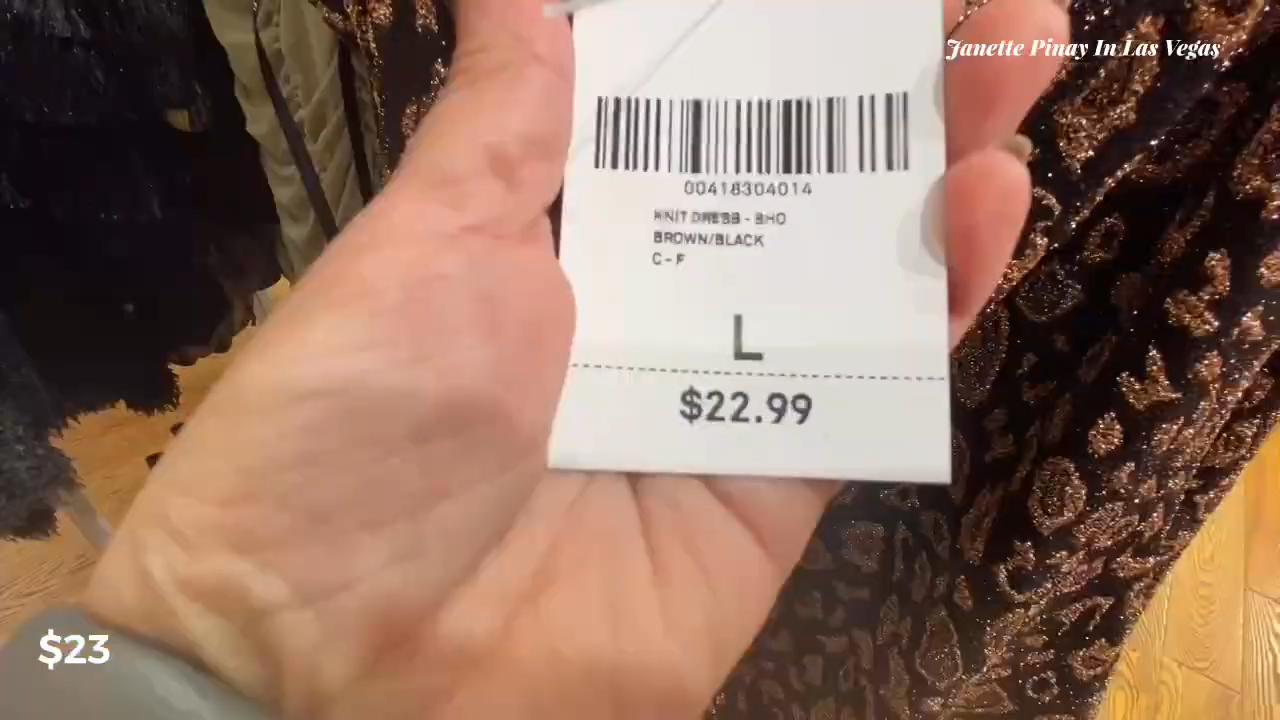 Janette Pinay In Las Vegas
00418304014
KNIT DRESS - SHO
BROWN/BLACK
C - F
L
$22.99
$23